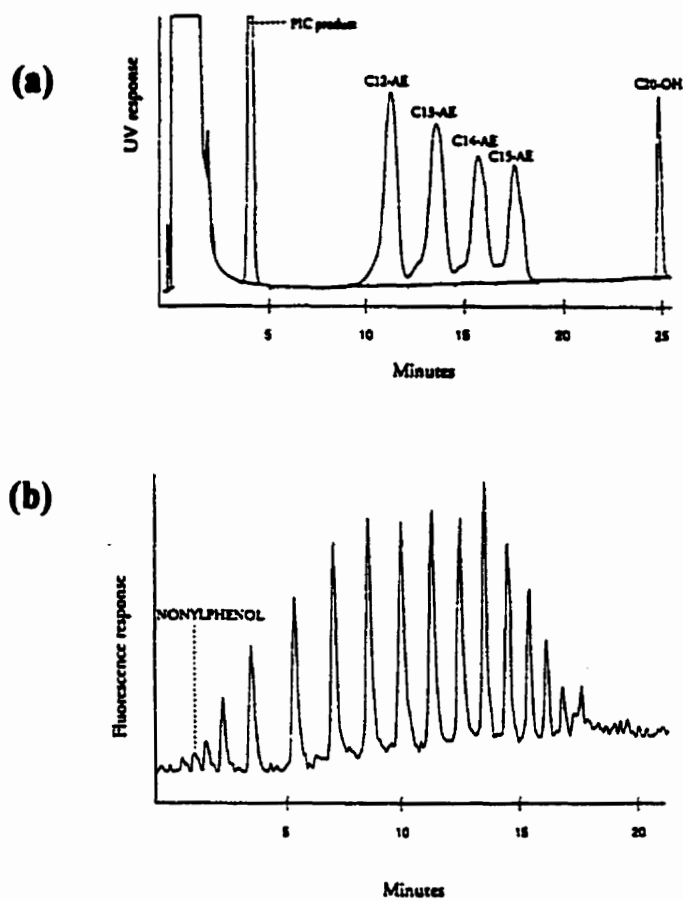 (a)
UV response
PIC product
C12-AE
C13-AE
C14-AE
C15-AE
C20-OH
5 10 15 20 25
Minutes
(b)
Fluorescence response
NONYLPHENOL
5 10 15 20
Minutes